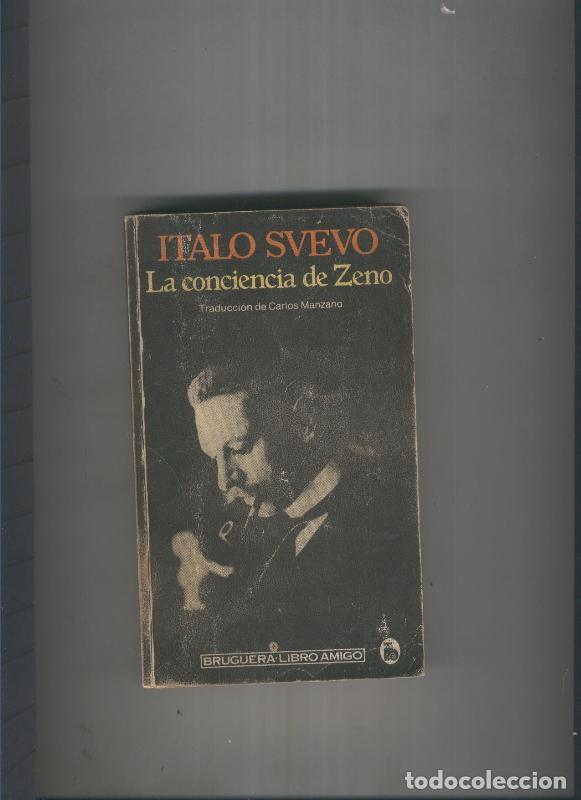 ITALO SVEVO
La conciencia de Zeno
Traducción de Carlos Manzano
BRUGUERA·LIBRO AMIGO
todocoleccion